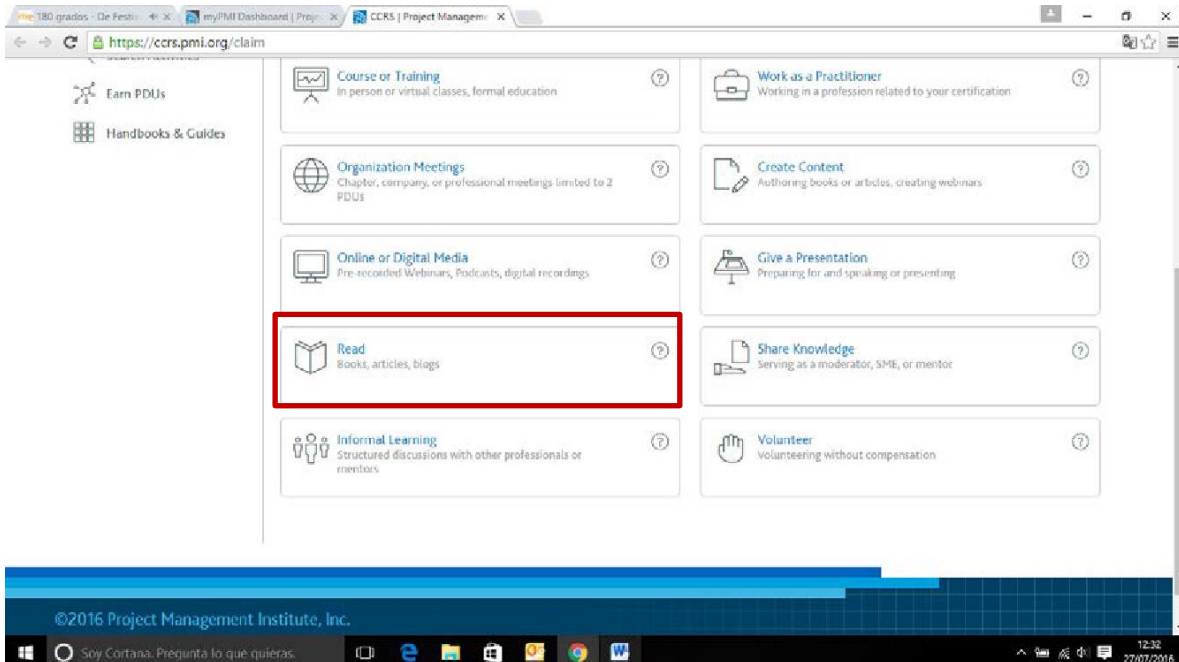 180 grados - De Festi
myPMI Dashboard | Proje
CCRS | Project Manageme
https://ccrs.pmi.org/claim
Search Activities
Earn PDUs
Handbooks & Guides
Course or Training
In person or virtual classes, formal education
Work as a Practitioner
Working in a profession related to your certification
Organization Meetings
Chapter, company, or professional meetings limited to 2
PDUs
Create Content
Authoring books or articles, creating webinars
Online or Digital Media
Pre-recorded Webinars, Podcasts, digital recordings
Give a Presentation
Preparing for and speaking or presenting
Read
Books, articles, blogs
Share Knowledge
Serving as a moderator, SME, or mentor
Informal Learning
Structured discussions with other professionals or
mentors
Volunteer
Volunteering without compensation
©2016 Project Management Institute, Inc.
Soy Cortana. Pregunta lo que quieras.
12:32
27/07/2016